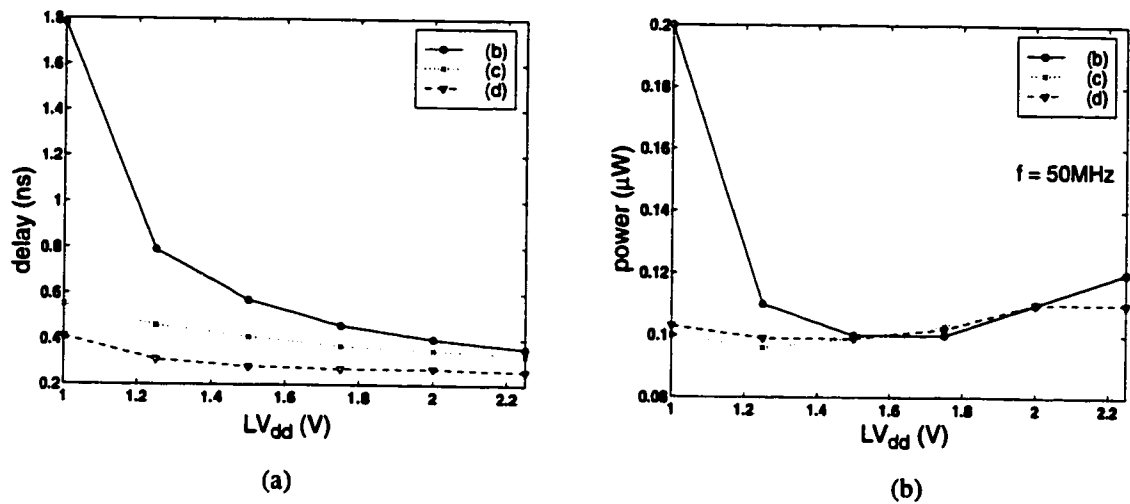 1.8
1.6
1.4
1.2
1
0.8
0.6
0.4
0.2
delay (ns)
1
1.2
1.4
1.6
1.8
2
2.2
LVdd (V)
(b)
(c)
(d)
(a)
0.2
0.18
0.16
0.14
0.12
0.1
0.08
power (μW)
1
1.2
1.4
1.6
1.8
2
2.2
LVdd (V)
(b)
(c)
(d)
f = 50MHz
(b)